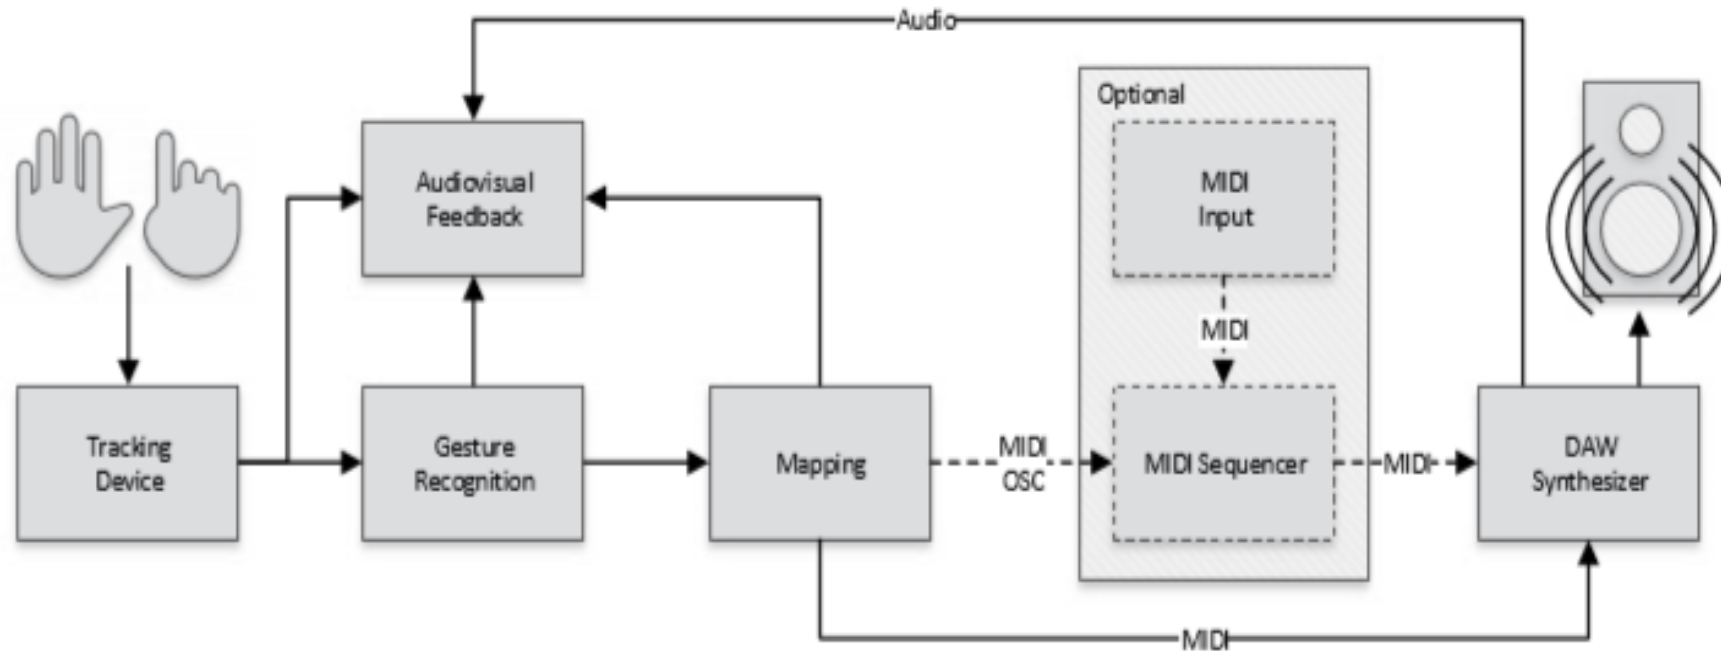 Audio
Optional
Audiovisual
Feedback
MIDI
Input
MIDI
Tracking
Device
Gesture
Recognition
Mapping
MIDI
OSC
MIDI Sequencer
MIDI
DAW
Synthesizer
MIDI